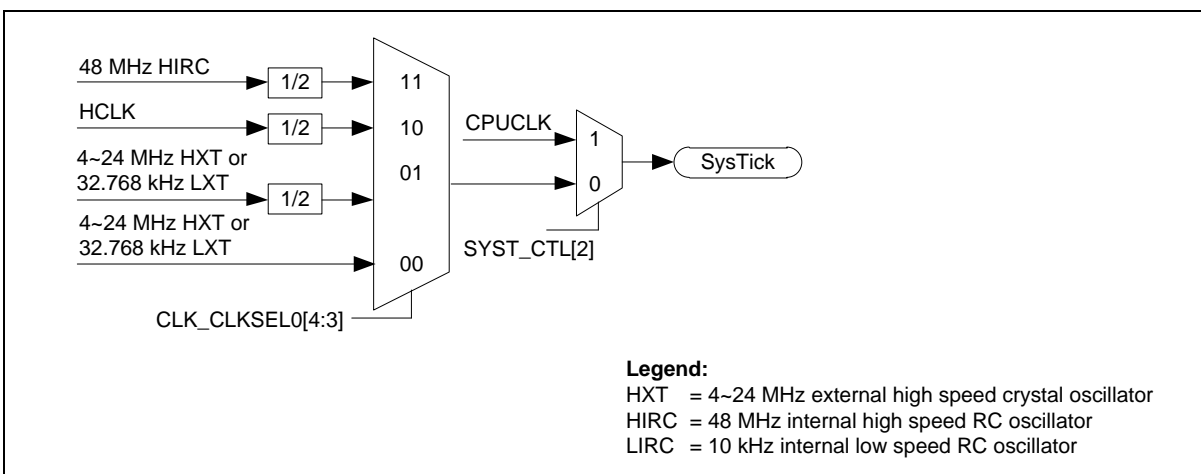 48 MHz HIRC
1/2
11
HCLK
1/2
10
CPUCLK
1
4~24 MHz HXT or
32.768 kHz LXT
1/2
01
SysTick
0
4~24 MHz HXT or
32.768 kHz LXT
00
SYST_CTL[2]
CLK_CLKSEL0[4:3]
Legend:
HXT = 4~24 MHz external high speed crystal oscillator
HIRC = 48 MHz internal high speed RC oscillator
LIRC = 10 kHz internal low speed RC oscillator